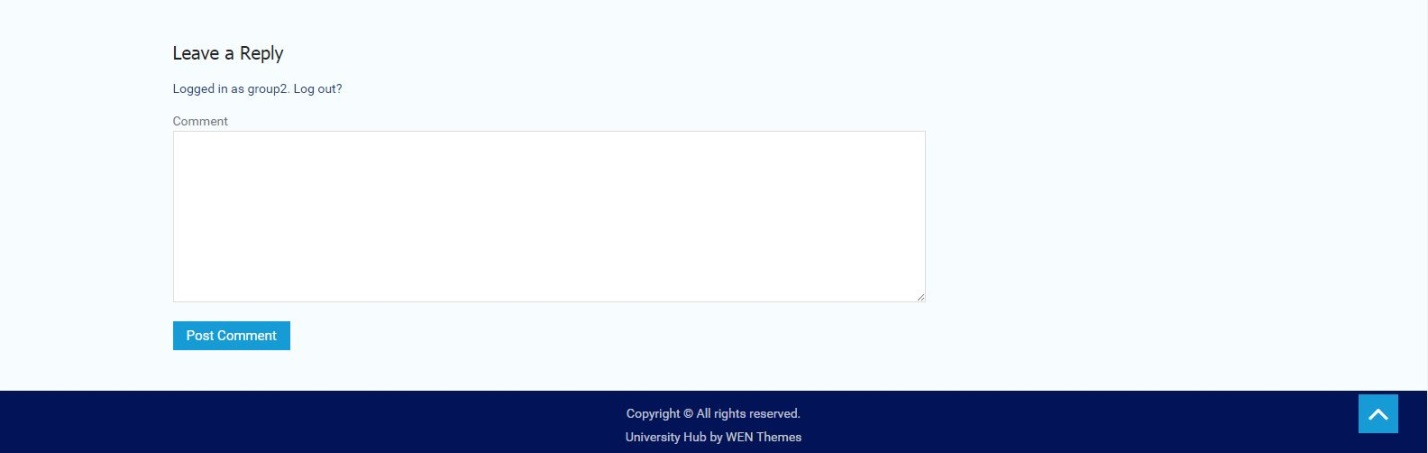 Leave a Reply
Logged in as group2. Log out?
Comment
Post Comment
Copyright © All rights reserved.
University Hub by WEN Themes